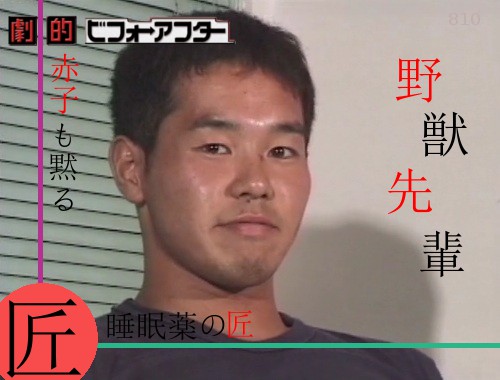 劇的ビフォーアフター
810
野獣先輩
赤子も黙る
睡眠薬の匠
匠